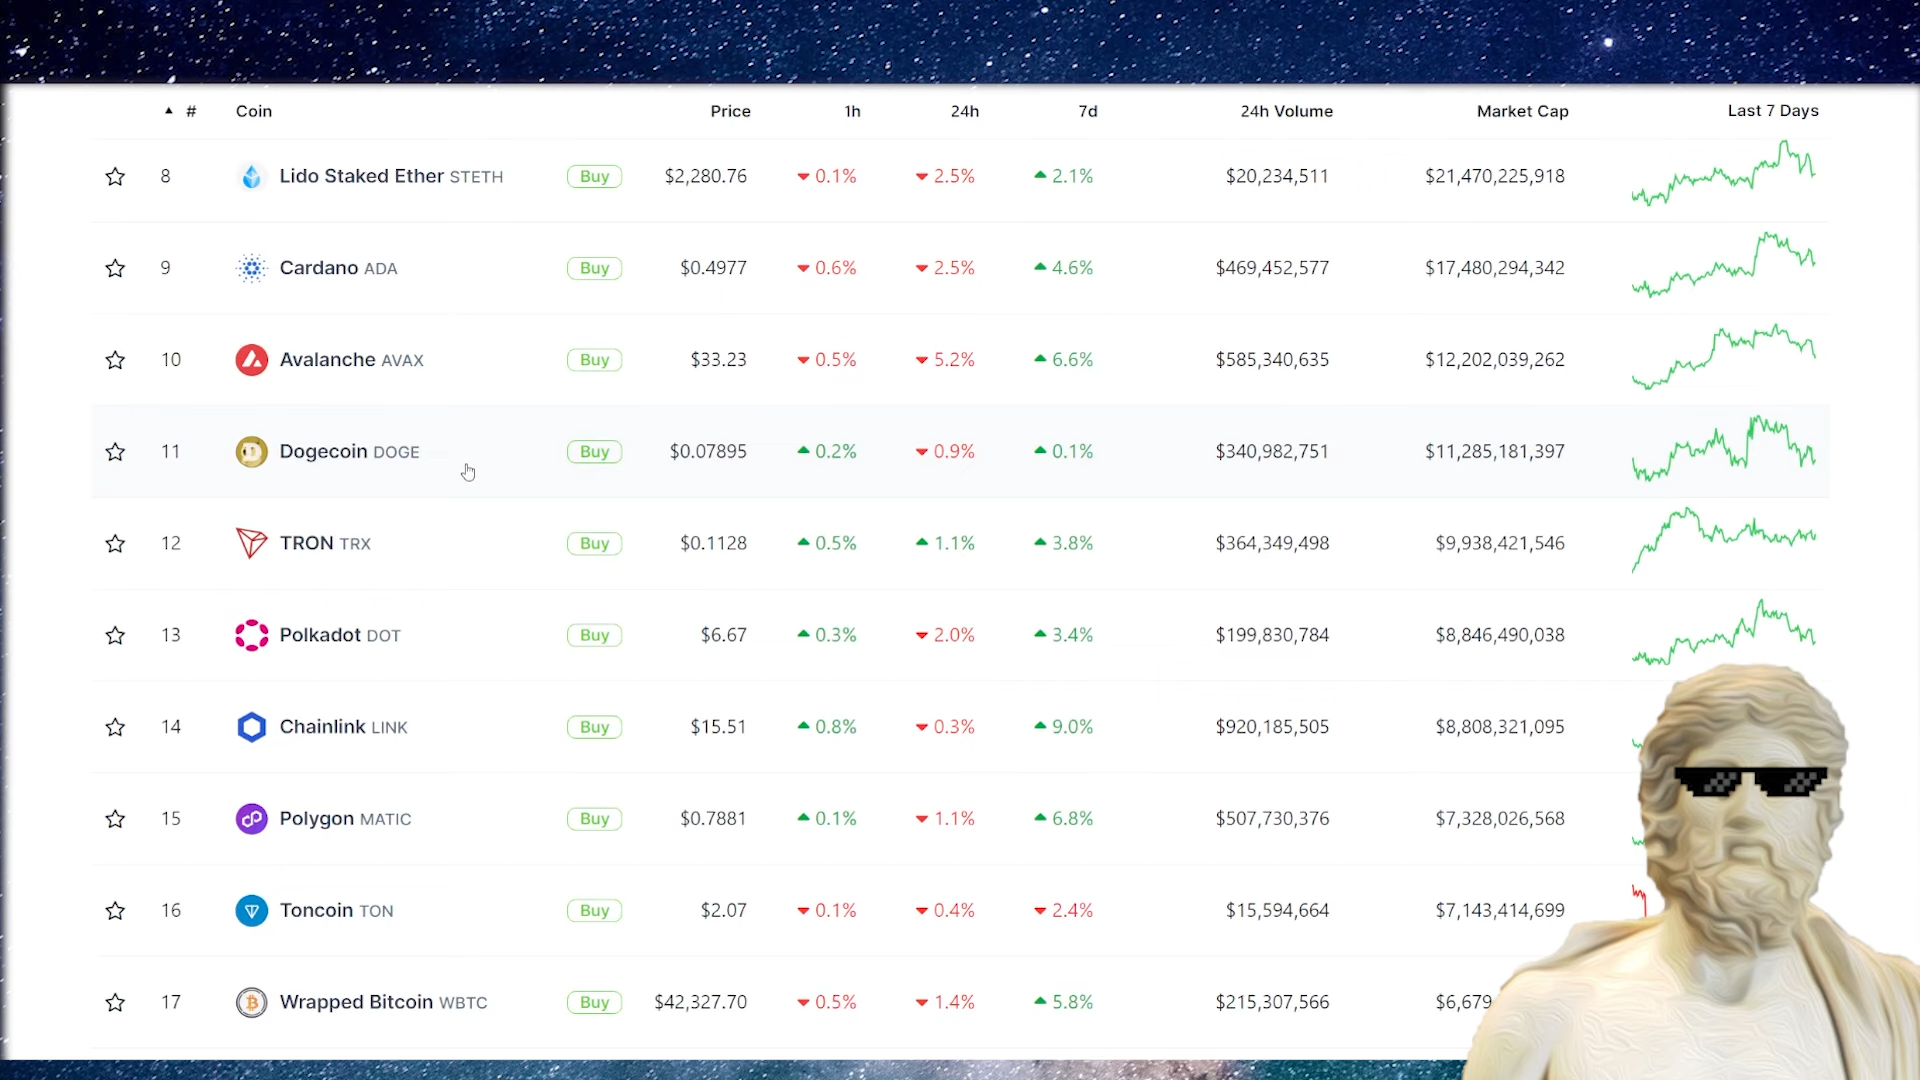 # Coin Price 1h 24h 7d 24h Volume Market Cap Last 7 Days
8 Lido Staked Ether STETH Buy $2,280.76 0.1% 2.5% 2.1% $20,234,511 $21,470,225,918
9 Cardano ADA Buy $0.4977 0.6% 2.5% 4.6% $469,452,577 $17,480,294,342
10 Avalanche AVAX Buy $33.23 0.5% 5.2% 6.6% $585,340,635 $12,202,039,262
11 Dogecoin DOGE Buy $0.07895 0.2% 0.9% 0.1% $340,982,751 $11,285,181,397
12 TRON TRX Buy $0.1128 0.5% 1.1% 3.8% $364,349,498 $9,938,421,546
13 Polkadot DOT Buy $6.67 0.3% 2.0% 3.4% $199,830,784 $8,846,490,038
14 Chainlink LINK Buy $15.51 0.8% 0.3% 9.0% $920,185,505 $8,808,321,095
15 Polygon MATIC Buy $0.7881 0.1% 1.1% 6.8% $507,730,376 $7,328,026,568
16 Toncoin TON Buy $2.07 0.1% 0.4% 2.4% $15,594,664 $7,143,414,699
17 Wrapped Bitcoin WBTC Buy $42,327.70 0.5% 1.4% 5.8% $215,307,566 $6,679